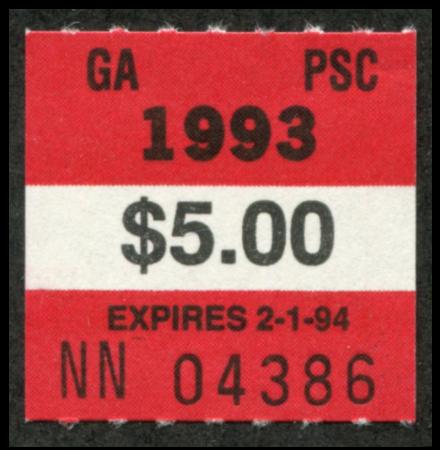 GA PSC
1993
$5.00
EXPIRES 2-1-94
NN 04386